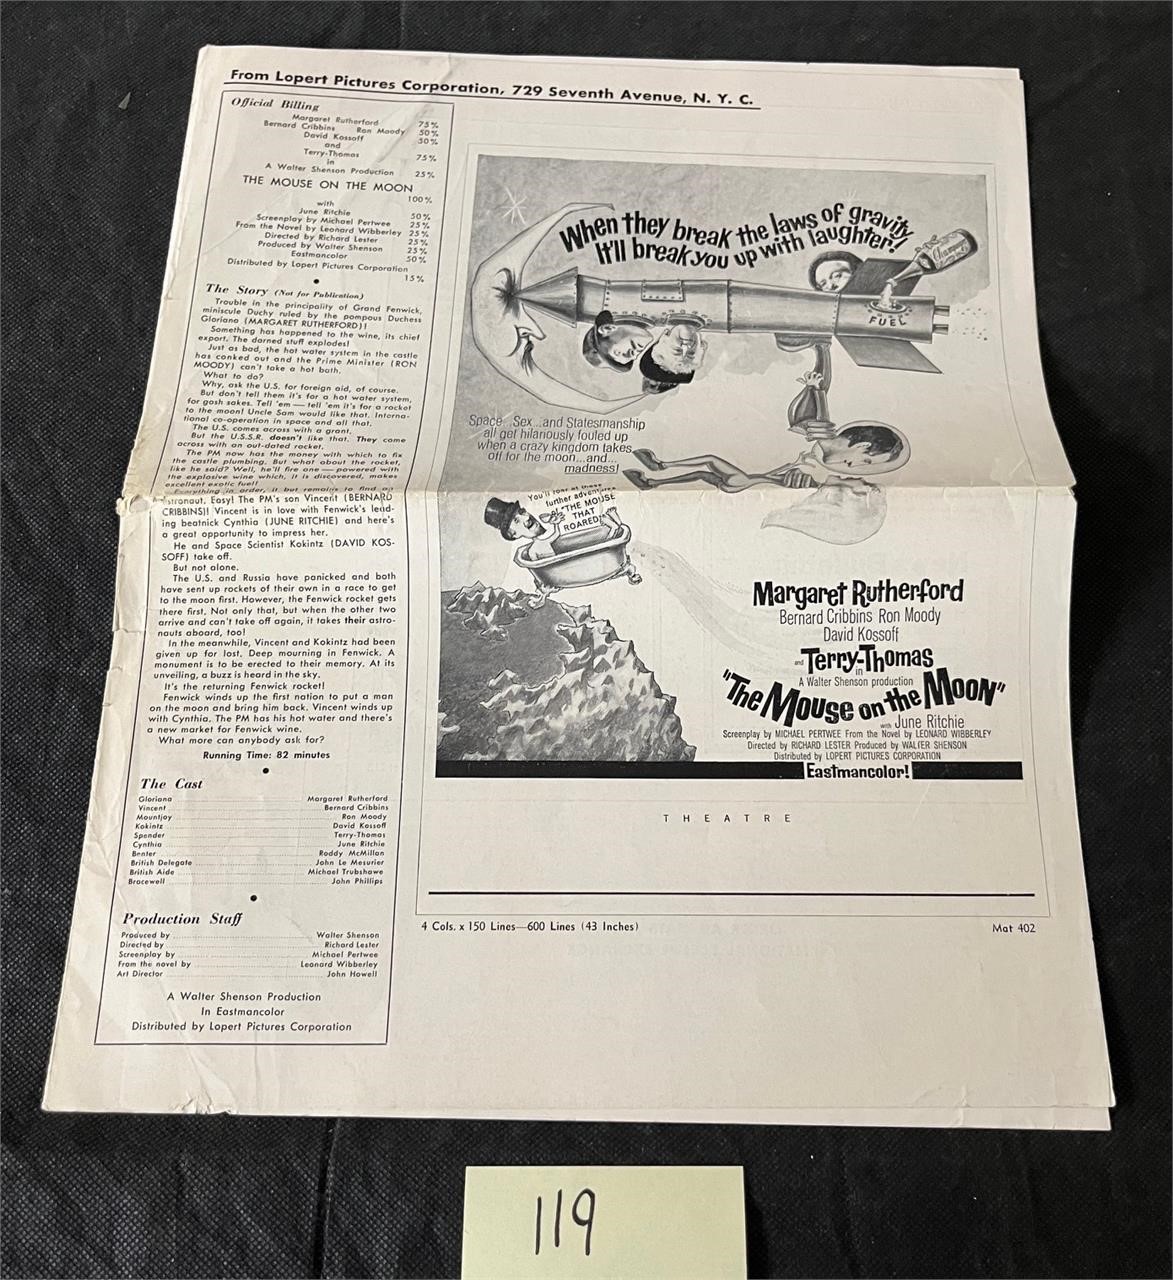 From Lopert Pictures Corporation, 729 Seventh Avenue, N. Y. C.
Official Billing
Margaret Rutherford 75%
Bernard Cribbins Ron Moody 50%
David Kossoff 50%
and
Terry-Thomas 75%
in
A Walter Shenson Production 25%
THE MOUSE ON THE MOON
100%
with
June Ritchie 50%
Screenplay by Michael Pertwee 25%
From the Novel by Leonard Wibberley 25%
Directed by Richard Lester 25%
Produced by Walter Shenson 25%
Eastmancolor 50%
Distributed by Lopert Pictures Corporation
15%
The Story (Not for Publication)
Trouble in the principality of Grand Fenwick,
miniscule Duchy ruled by the pompous Duchess
Gloriana (MARGARET RUTHERFORD)!
Something has happened to the wine, its chief
export. The darned stuff explodes!
Just as bad, the hot water system in the castle
has conked out and the Prime Minister (RON
MOODY) can't take a hot bath.
What to do?
Why, ask the U.S. for foreign aid, of course.
But don't tell them it's for a hot water system,
for gosh sakes. Tell 'em — tell 'em it's for a rocket
to the moon! Uncle Sam would like that. Interna-
tional co-operation in space and all that.
The U.S. comes across with a grant.
But the U.S.S.R. doesn't like that. They come
across with an out-dated rocket.
The PM now has the money with which to fix
the castle plumbing. But what about the rocket,
like he said? Well, he'll fire one — powered with
the explosive wine which, it is discovered, makes
excellent exotic fuel!
Everything in order, it but remains to find an
astronaut. Easy! The PM's son Vincent (BERNARD
CRIBBINS)! Vincent is in love with Fenwick's lead-
ing beatnick Cynthia (JUNE RITCHIE) and here's
a great opportunity to impress her.
He and Space Scientist Kokintz (DAVID KOS-
SOFF) take off.
But not alone.
The U.S. and Russia have panicked and both
have sent up rockets of their own in a race to get
to the moon first. However, the Fenwick rocket gets
there first. Not only that, but when the other two
arrive and can't take off again, it takes their astro-
nauts aboard, too!
In the meanwhile, Vincent and Kokintz had been
given up for lost. Deep mourning in Fenwick. A
monument is to be erected to their memory. At its
unveiling, a buzz is heard in the sky.
It's the returning Fenwick rocket!
Fenwick winds up the first nation to put a man
on the moon and bring him back. Vincent winds up
with Cynthia. The PM has his hot water and there's
a new market for Fenwick wine.
What more can anybody ask for?
Running Time: 82 minutes
The Cast
Gloriana Margaret Rutherford
Vincent Bernard Cribbins
Mountjoy Ron Moody
Kokintz David Kossoff
Spender Terry-Thomas
Cynthia June Ritchie
Benter Roddy McMillan
British Delegate John Le Mesurier
British Aide Michael Trubshawe
Bracewell John Phillips
Production Staff
Produced by Walter Shenson
Directed by Richard Lester
Screenplay by Michael Pertwee
From the novel by Leonard Wibberley
Art Director John Howell
A Walter Shenson Production
In Eastmancolor
Distributed by Lopert Pictures Corporation
When they break the laws of gravity
It'll break you up with laughter!
Champagne
FUEL
Space...Sex...and Statesmanship
all get hilariously fouled up
when a crazy kingdom takes
off for the moon...and...
madness!
You'll roar at these
further adventures
of "THE MOUSE
THAT
ROARED"
Margaret Rutherford
Bernard Cribbins Ron Moody
David Kossoff
and Terry-Thomas
in
A Walter Shenson production
"The Mouse on the Moon"
with June Ritchie
Screenplay by MICHAEL PERTWEE From the Novel by LEONARD WIBBERLEY
Directed by RICHARD LESTER Produced by WALTER SHENSON
Distributed by LOPERT PICTURES CORPORATION
Eastmancolor!
THEATRE
4 Cols. x 150 Lines—600 Lines (43 Inches)
Mat 402
119